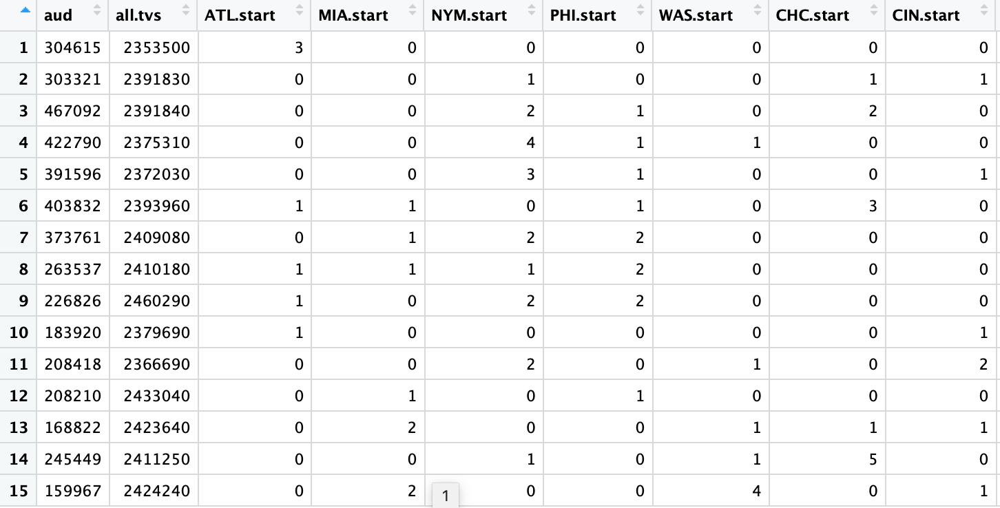 aud all.tvs ATL.start MIA.start NYM.start PHI.start WAS.start CHC.start CIN.start
1 304615 2353500 3 0 0 0 0 0 0
2 303321 2391830 0 0 1 0 0 1 1
3 467092 2391840 0 0 2 1 0 2 0
4 422790 2375310 0 0 4 1 1 0 0
5 391596 2372030 0 0 3 1 0 0 1
6 403832 2393960 1 1 0 1 0 3 0
7 373761 2409080 0 1 2 2 0 0 0
8 263537 2410180 1 1 1 2 0 0 0
9 226826 2460290 1 0 2 2 0 0 0
10 183920 2379690 1 0 0 0 0 0 1
11 208418 2366690 0 0 2 0 1 0 2
12 208210 2433040 0 1 0 1 0 0 0
13 168822 2423640 0 2 0 0 1 1 1
14 245449 2411250 0 0 1 0 1 5 0
15 159967 2424240 0 2 1 0 0 4 0 1